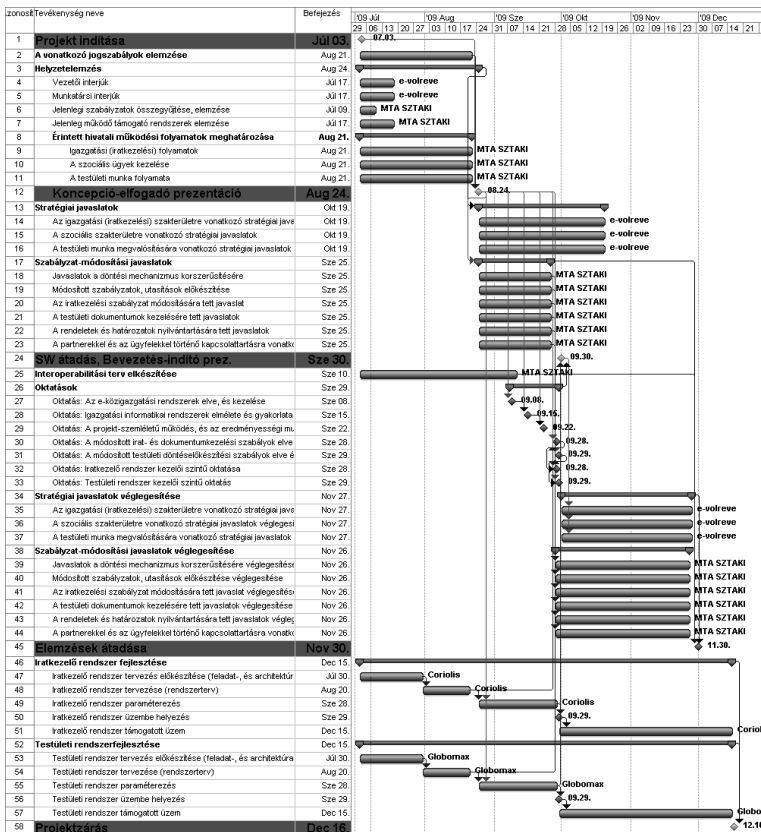 zonosít Tevékenység neve Befejezés '09 Júl '09 Aug '09 Sze '09 Okt '09 Nov '09 Dec
29 06 13 20 27 03 10 17 24 31 07 14 21 28 05 12 19 26 02 09 16 23 30 07 14 21
1 Projekt indítása Júl 03. 07.03.
2 A vonatkozó jogszabályok elemzése Aug 21.
3 Helyzetelemzés Aug 24.
4 Vezetői interjúk Júl 17. e-volreve
5 Munkatársi interjúk Júl 17. e-volreve
6 Jelenlegi szabályzatok összegyűjtése, elemzése Júl 09. MTA SZTAKI
7 Jelenleg működő támogató rendszerek elemzése Júl 17. MTA SZTAKI
8 Érintett hivatali működési folyamatok meghatározása Aug 21.
9 Igazgatási (iratkezelési) folyamatok Aug 21. MTA SZTAKI
10 A szociális ügyek kezelése Aug 21. MTA SZTAKI
11 A testületi munka folyamata Aug 21. MTA SZTAKI
12 Koncepció-elfogadó prezentáció Aug 24. 08.24.
13 Stratégiai javaslatok Okt 19.
14 Az igazgatási (iratkezelési) szakterületre vonatkozó stratégiai java Okt 19. e-volreve
15 A szociális szakterületre vonatkozó stratégiai javaslatok Okt 19. e-volreve
16 A testületi munka megvalósítására vonatkozó stratégiai javaslatok Okt 19. e-volreve
17 Szabályzat-módosítási javaslatok Sze 25.
18 Javaslatok a döntési mechanizmus korszerűsítésére Sze 25. MTA SZTAKI
19 Módosított szabályzatok, utasítások előkészítése Sze 25. MTA SZTAKI
20 Az iratkezelési szabályzat módosítására tett javaslat Sze 25. MTA SZTAKI
21 A testületi dokumentumok kezelésére tett javaslatok Sze 25. MTA SZTAKI
22 A rendeletek és határozatok nyilvántartására tett javaslatok Sze 25. MTA SZTAKI
23 A partnerekkel és az ügyfelekkel történő kapcsolattartásra vonatko Sze 25. MTA SZTAKI
24 SW átadás, Bevezetés-indító prez. Sze 30. 09.30.
25 Interoperabilitási terv elkészítése Sze 10. MTA SZTAKI
26 Oktatások Sze 29.
27 Oktatás: Az e-közigazgatási rendszerek elve, és kezelése Sze 08. 09.08.
28 Oktatás: Igazgatási informatikai rendszerek elmélete és gyakorlata Sze 15. 09.15.
29 Oktatás: A projekt-szemléletű működés, és az eredményességi mu Sze 22. 09.22.
30 Oktatás: A módosított irat- és dokumentumkezelési szabályok elve Sze 28. 09.28.
31 Oktatás: A módosított testületi döntéselőkészítési szabályok elve é Sze 29. 09.29.
32 Oktatás: Iratkezelő rendszer kezelői szintű oktatása Sze 28. 09.28.
33 Oktatás: Testületi rendszer kezelői szintű oktatás Sze 29. 09.29.
34 Stratégiai javaslatok véglegesítése Nov 27.
35 Az igazgatási (iratkezelési) szakterületre vonatkozó stratégiai java Nov 27. e-volreve
36 A szociális szakterületre vonatkozó stratégiai javaslatok véglegesí Nov 27. e-volreve
37 A testületi munka megvalósítására vonatkozó stratégiai javaslatok Nov 27. e-volreve
38 Szabályzat-módosítási javaslatok véglegesítése Nov 26.
39 Javaslatok a döntési mechanizmus korszerűsítésére véglegesítése Nov 26. MTA SZTAKI
40 Módosított szabályzatok, utasítások előkészítése véglegesítése Nov 26. MTA SZTAKI
41 Az iratkezelési szabályzat módosítására tett javaslat véglegesítés Nov 26. MTA SZTAKI
42 A testületi dokumentumok kezelésére tett javaslatok véglegesítése Nov 26. MTA SZTAKI
43 A rendeletek és határozatok nyilvántartására tett javaslatok végleg Nov 26. MTA SZTAKI
44 A partnerekkel és az ügyfelekkel történő kapcsolattartásra vonatko Nov 26. MTA SZTAKI
45 Elemzések átadása Nov 30. 11.30.
46 Iratkezelő rendszer fejlesztése Dec 15.
47 Iratkezelő rendszer tervezés előkészítése (feladat-, és architektúr Júl 30. Coriolis
48 Iratkezelő rendszer tervezése (rendszerterv) Aug 20. Coriolis
49 Iratkezelő rendszer paraméterezés Sze 28. Coriolis
50 Iratkezelő rendszer üzembe helyezés Sze 29. 09.29.
51 Iratkezelő rendszer támogatott üzem Dec 15. Coriol
52 Testületi rendszerfejlesztése Dec 15.
53 Testületi rendszer tervezés előkészítése (feladat-, és architektúra Júl 30. Globomax
54 Testületi rendszer tervezése (rendszerterv) Aug 20. Globomax
55 Testületi rendszer paraméterezés Sze 28. Globomax
56 Testületi rendszer üzembe helyezés Sze 29. 09.29.
57 Testületi rendszer támogatott üzem Dec 15. Globo
58 Projektzárás Dec 16. 12.16